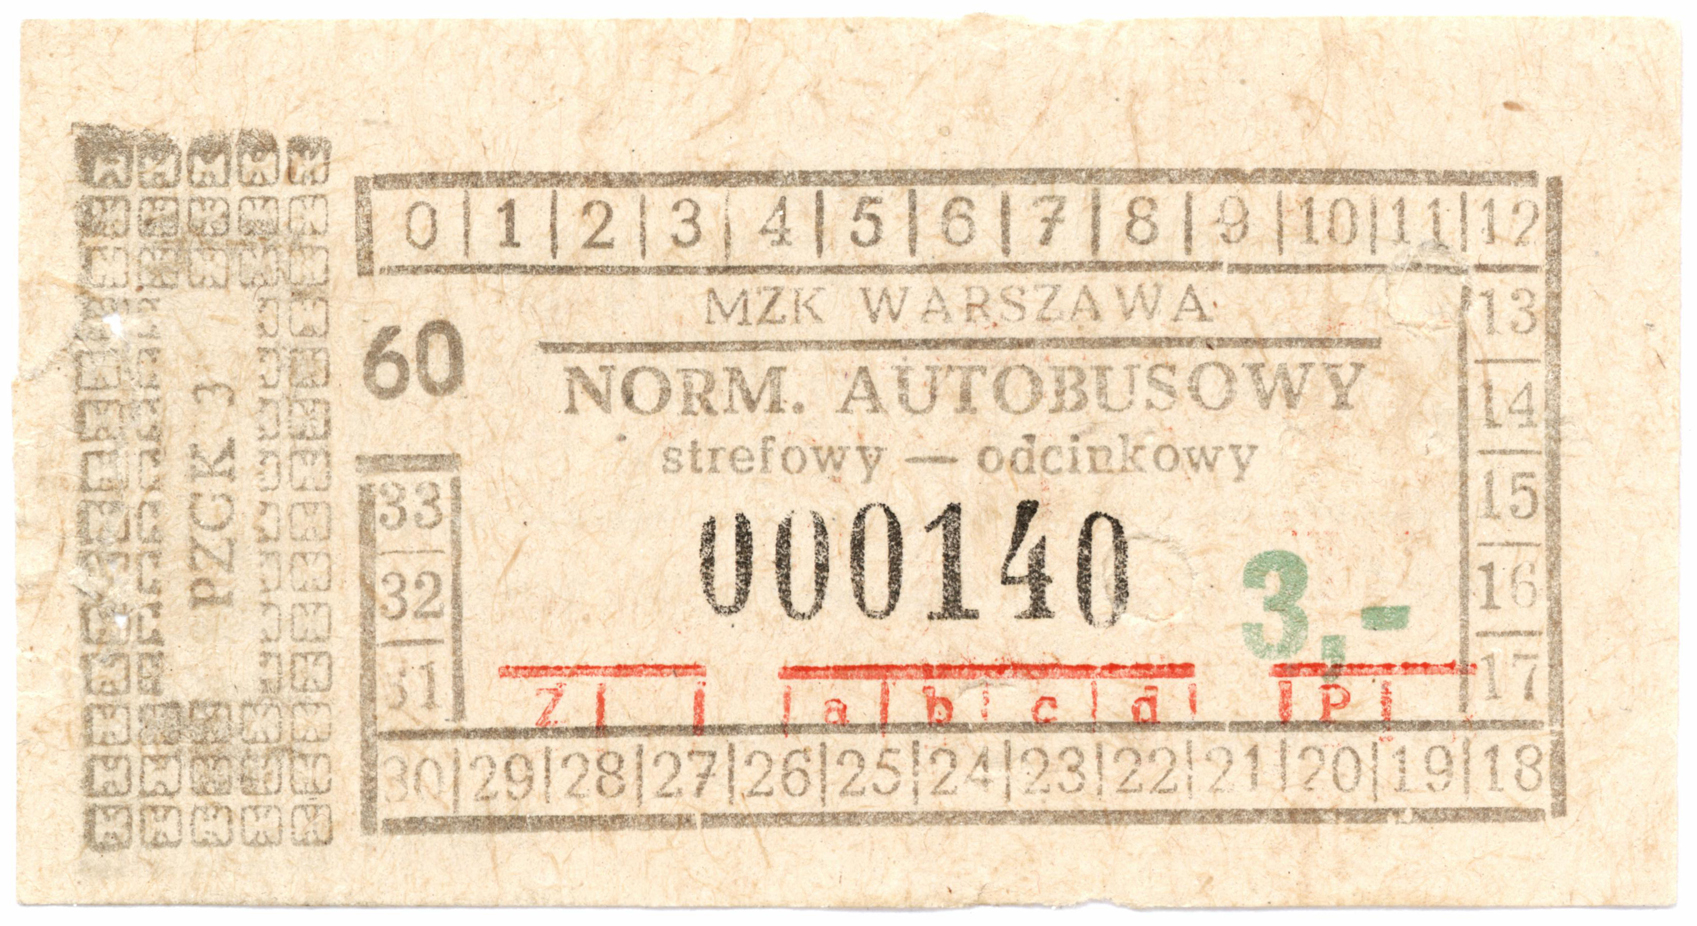 0 | 1 | 2 | 3 | 4 | 5 | 6 | 7 | 8 | 9 | 10 | 11 | 12
MZK WARSZAWA
13
60
NORM. AUTOBUSOWY
14
strefowy — odcinkowy
PZGK 3
33
15
000140
32
16
3,-
31
17
Z | | | a | b | c | d | | P |
30 | 29 | 28 | 27 | 26 | 25 | 24 | 23 | 22 | 21 | 20 | 19 | 18